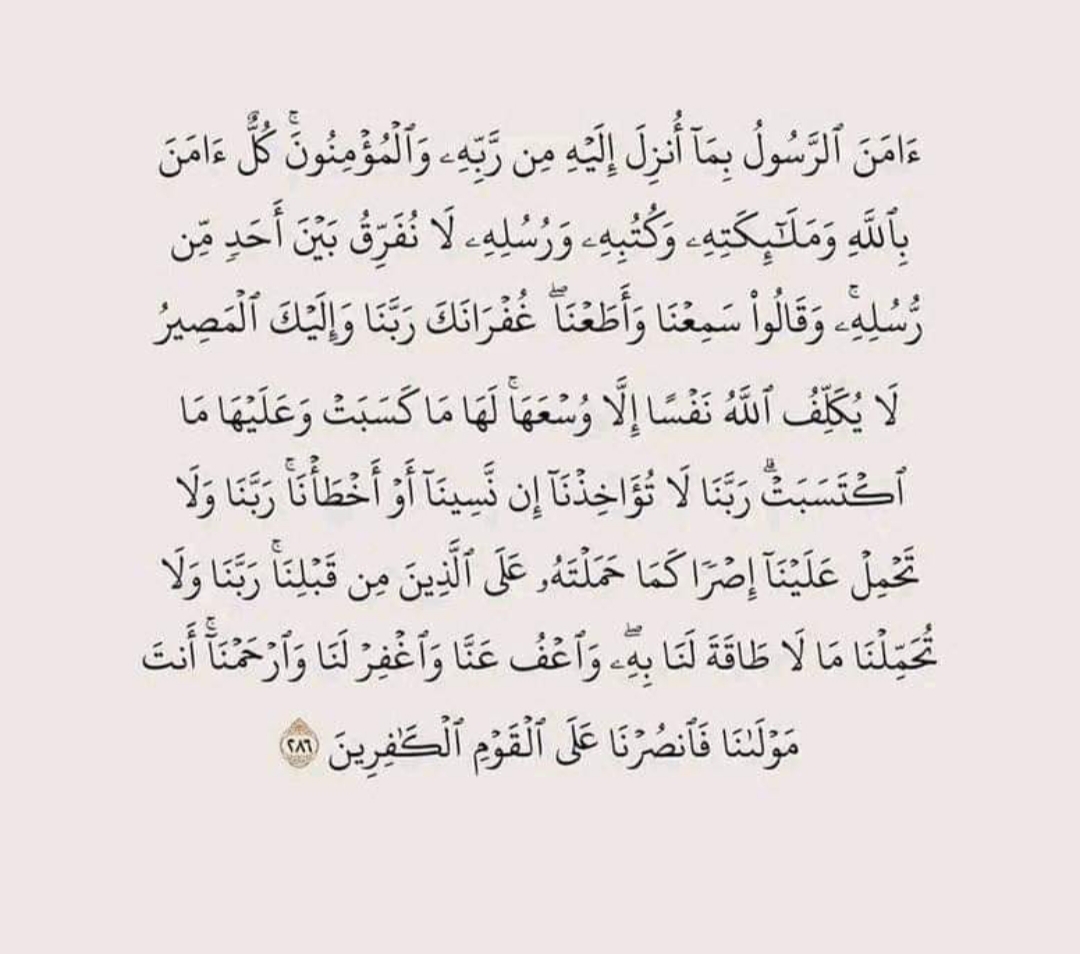 ءَامَنَ ٱلرَّسُولُ بِمَآ أُنزِلَ إِلَيْهِ مِن رَّبِّهِۦ وَٱلْمُؤْمِنُونَ ۚ كُلٌّ ءَامَنَ
بِٱللَّهِ وَمَلَـٰٓئِكَتِهِۦ وَكُتُبِهِۦ وَرُسُلِهِۦ لَا نُفَرِّقُ بَيْنَ أَحَدٍ مِّن
رُّسُلِهِۦ ۚ وَقَالُوا۟ سَمِعْنَا وَأَطَعْنَا ۖ غُفْرَانَكَ رَبَّنَا وَإِلَيْكَ ٱلْمَصِيرُ
لَا يُكَلِّفُ ٱللَّهُ نَفْسًا إِلَّا وُسْعَهَا ۚ لَهَا مَا كَسَبَتْ وَعَلَيْهَا مَا
ٱكْتَسَبَتْ ۗ رَبَّنَا لَا تُؤَاخِذْنَآ إِن نَّسِينَآ أَوْ أَخْطَأْنَا ۚ رَبَّنَا وَلَا
تَحْمِلْ عَلَيْنَآ إِصْرًا كَمَا حَمَلْتَهُۥ عَلَى ٱلَّذِينَ مِن قَبْلِنَا ۚ رَبَّنَا وَلَا
تُحَمِّلْنَا مَا لَا طَاقَةَ لَنَا بِهِۦ ۖ وَٱعْفُ عَنَّا وَٱغْفِرْ لَنَا وَٱرْحَمْنَآ ۚ أَنتَ
مَوْلَىٰنَا فَٱنصُرْنَا عَلَى ٱلْقَوْمِ ٱلْكَـٰفِرِينَ ٢٨٦